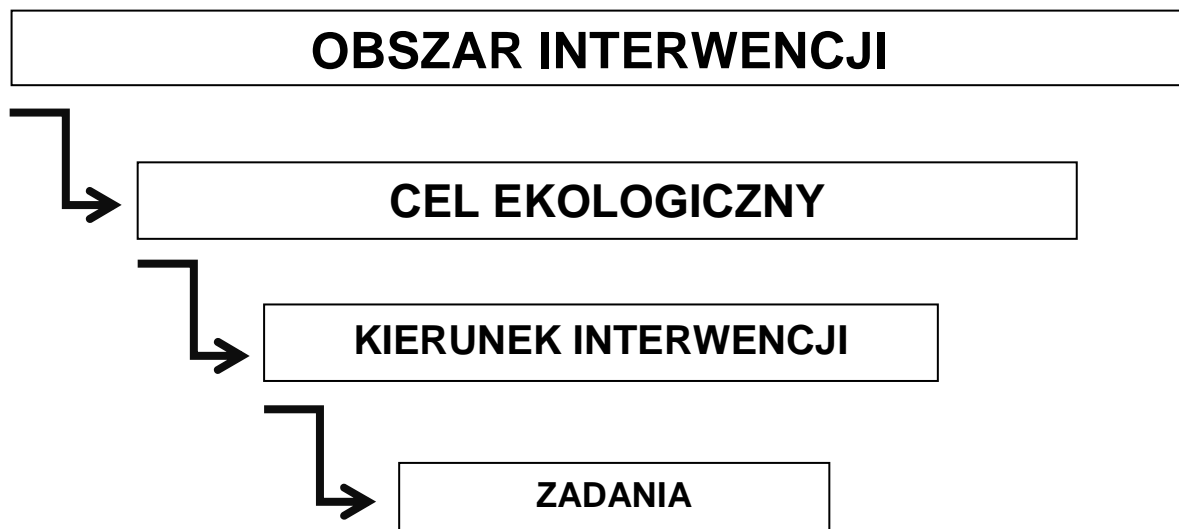 OBSZAR INTERWENCJI
CEL EKOLOGICZNY
KIERUNEK INTERWENCJI
ZADANIA